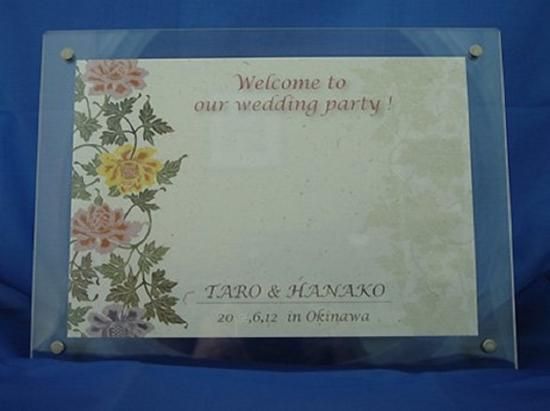 Welcome to
our wedding party !
TARO & HANAKO
20  ,6,12 in Okinawa